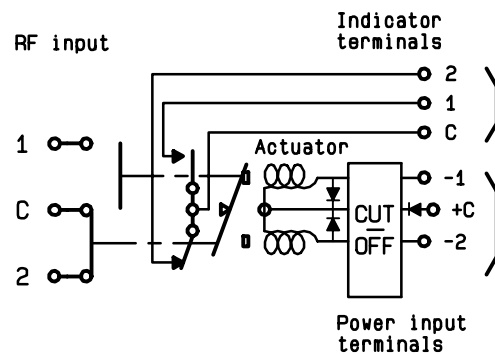 Indicator
terminals
RF input
2
1
C
1
Actuator
-1
C
CUT
OFF
+C
-2
2
Power input
terminals